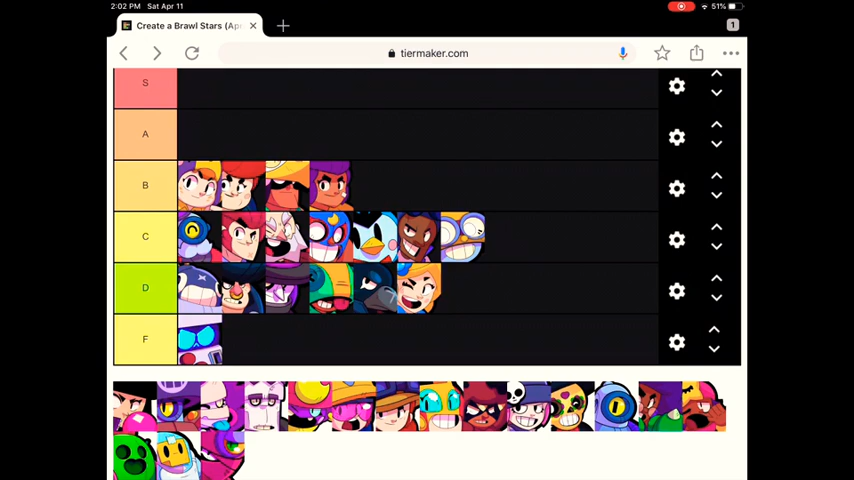 2:02 PM Sat Apr 11
51%
Create a Brawl Stars (Ap
1
tiermaker.com
S
A
B
C
D
F